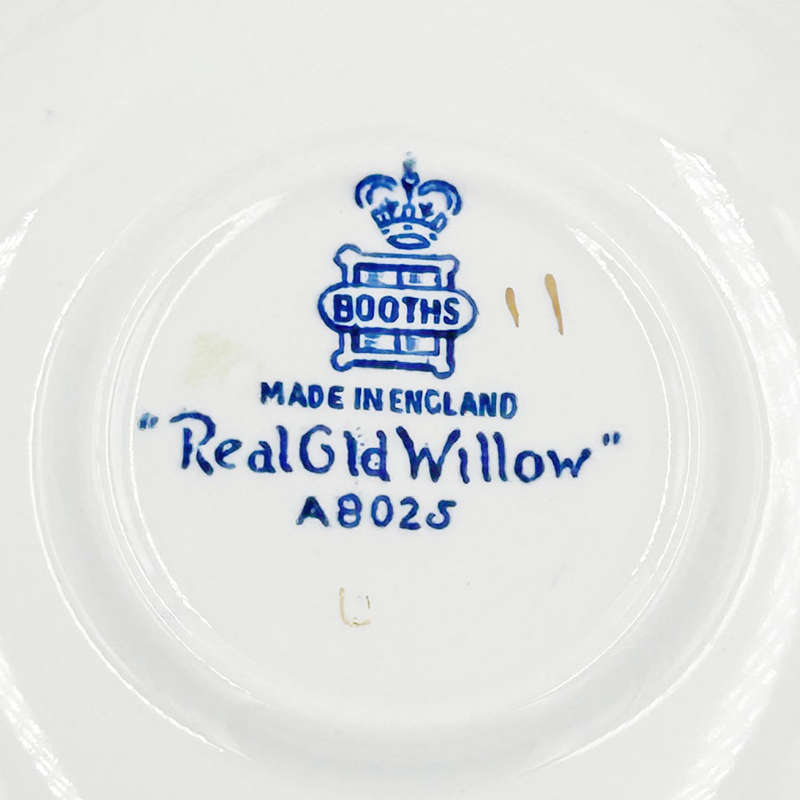 BOOTHS
MADE IN ENGLAND
"Real Old Willow"
A8025